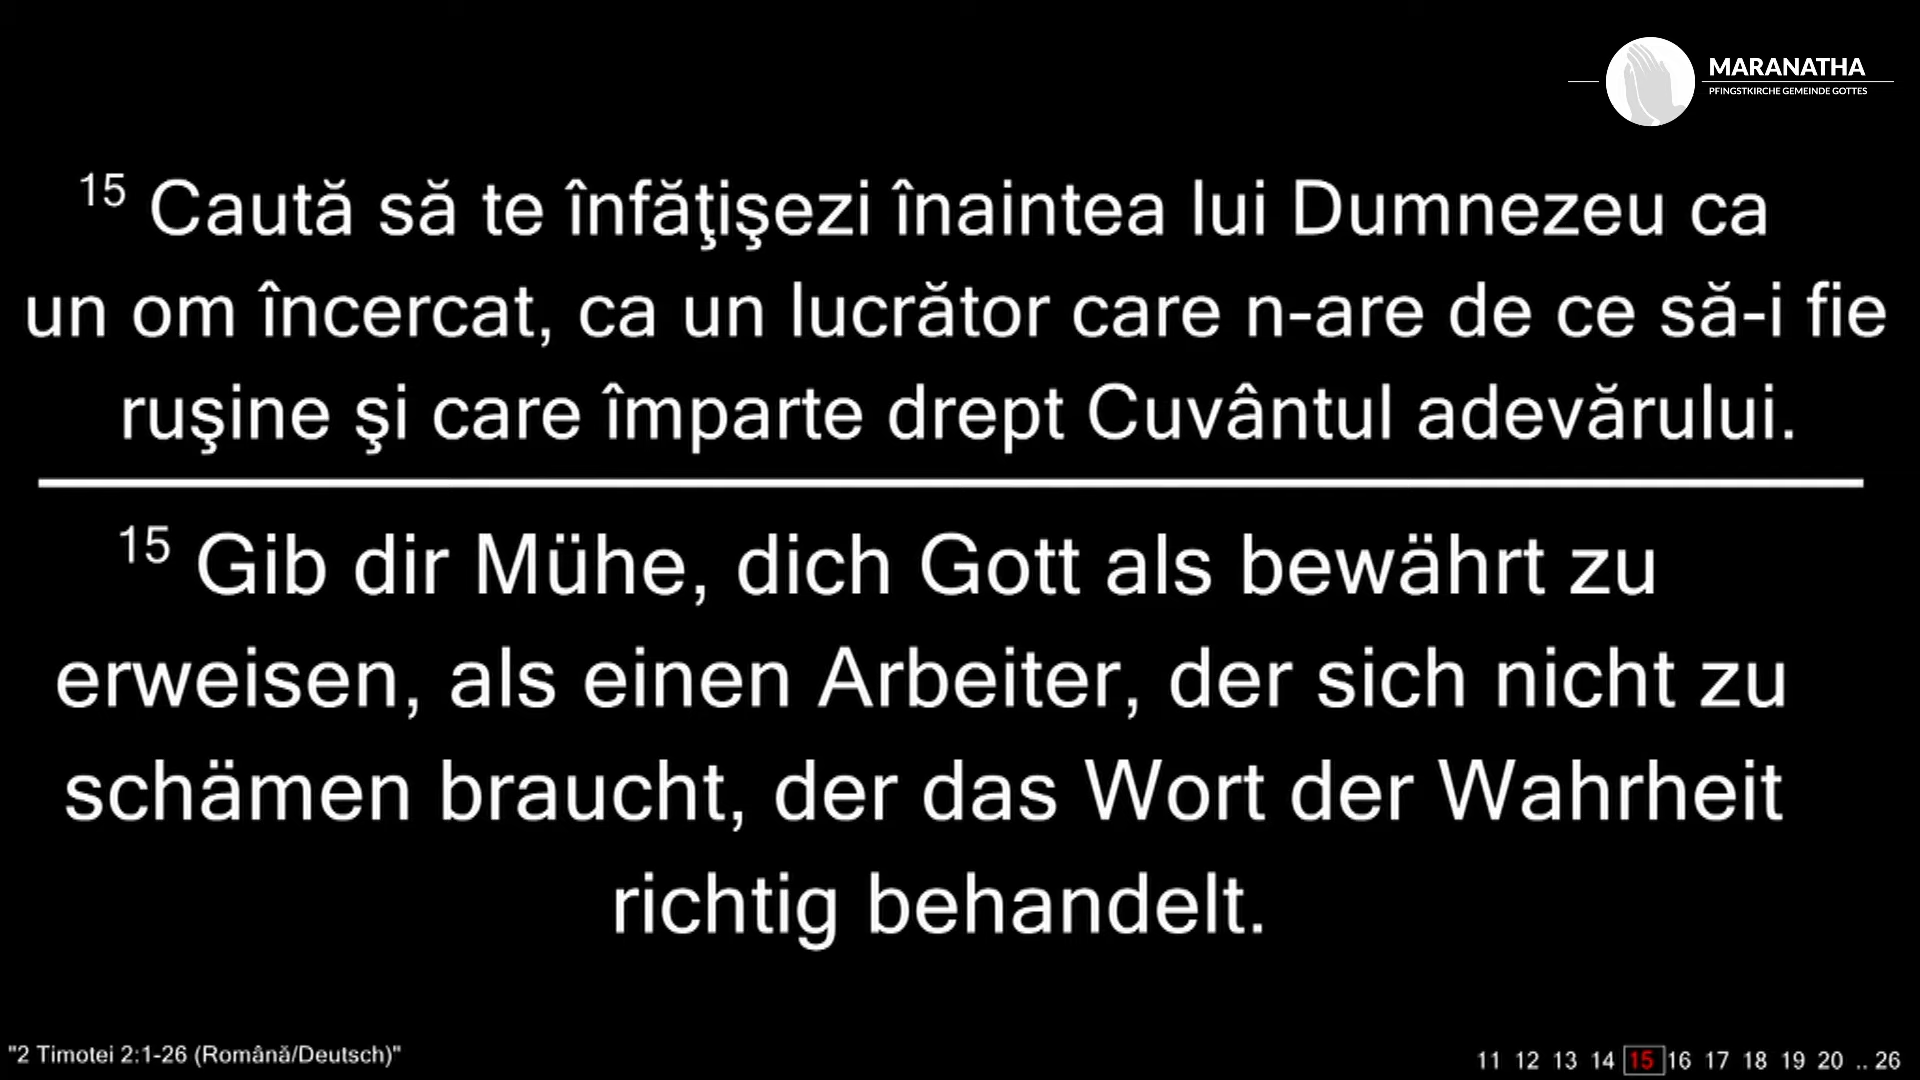 MARANATHA
PFINGSTKIRCHE GEMEINDE GOTTES
15 Caută să te înfăţişezi înaintea lui Dumnezeu ca
un om încercat, ca un lucrător care n-are de ce să-i fie
ruşine şi care împarte drept Cuvântul adevărului.
15 Gib dir Mühe, dich Gott als bewährt zu
erweisen, als einen Arbeiter, der sich nicht zu
schämen braucht, der das Wort der Wahrheit
richtig behandelt.
"2 Timotei 2:1-26 (Română/Deutsch)"
11 12 13 14 15 16 17 18 19 20 .. 26